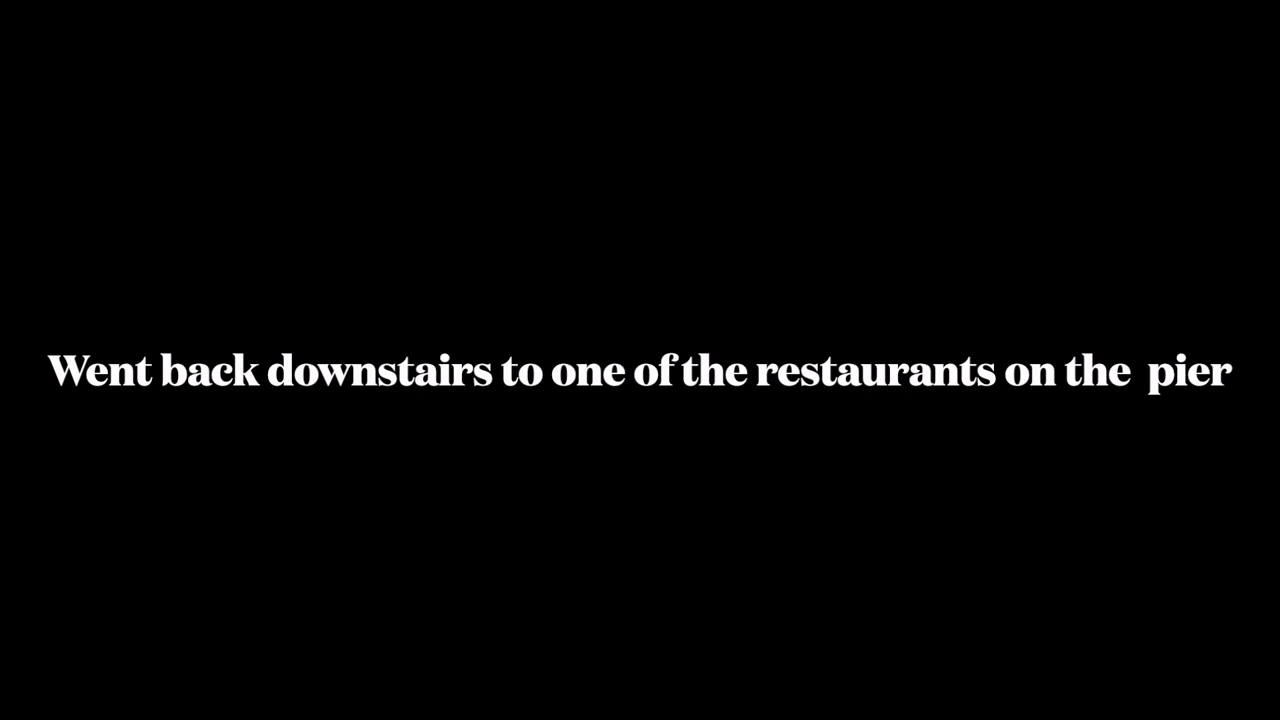 Went back downstairs to one of the restaurants on the  pier